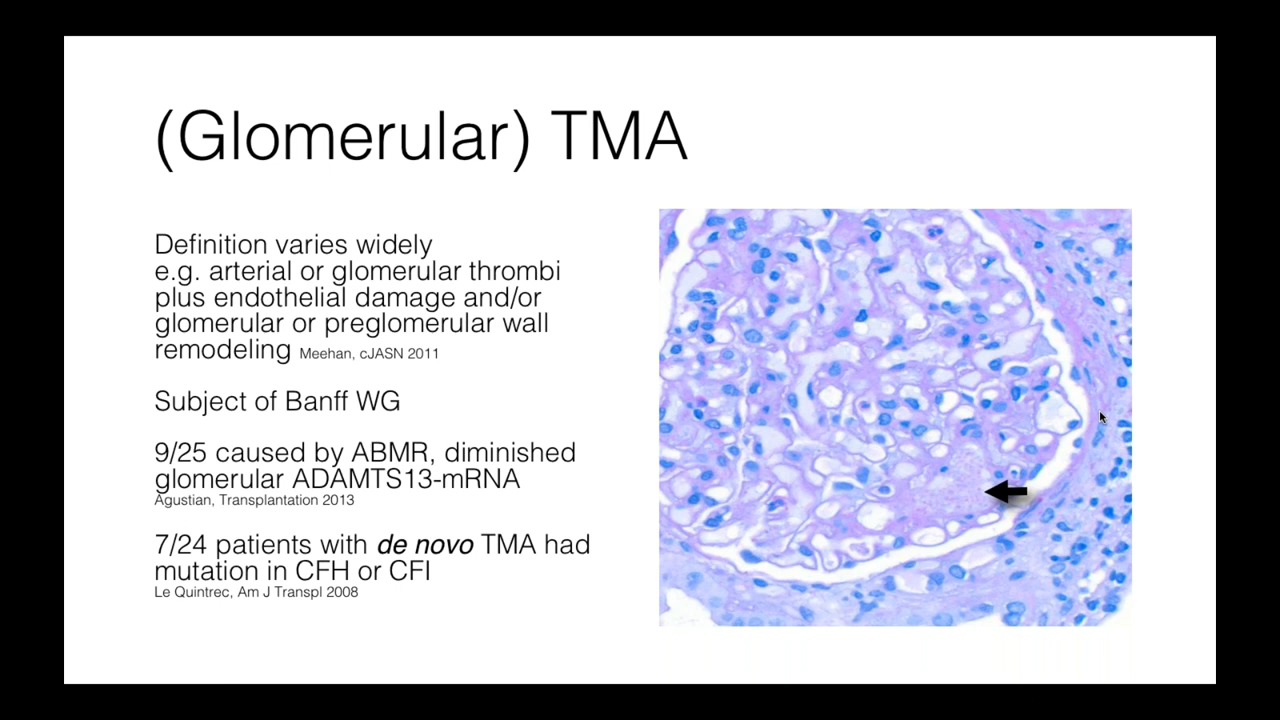 (Glomerular) TMA
Definition varies widely
e.g. arterial or glomerular thrombi
plus endothelial damage and/or
glomerular or preglomerular wall
remodeling Meehan, cJASN 2011
Subject of Banff WG
9/25 caused by ABMR, diminished
glomerular ADAMTS13-mRNA
Agustian, Transplantation 2013
7/24 patients with de novo TMA had
mutation in CFH or CFI
Le Quintrec, Am J Transpl 2008